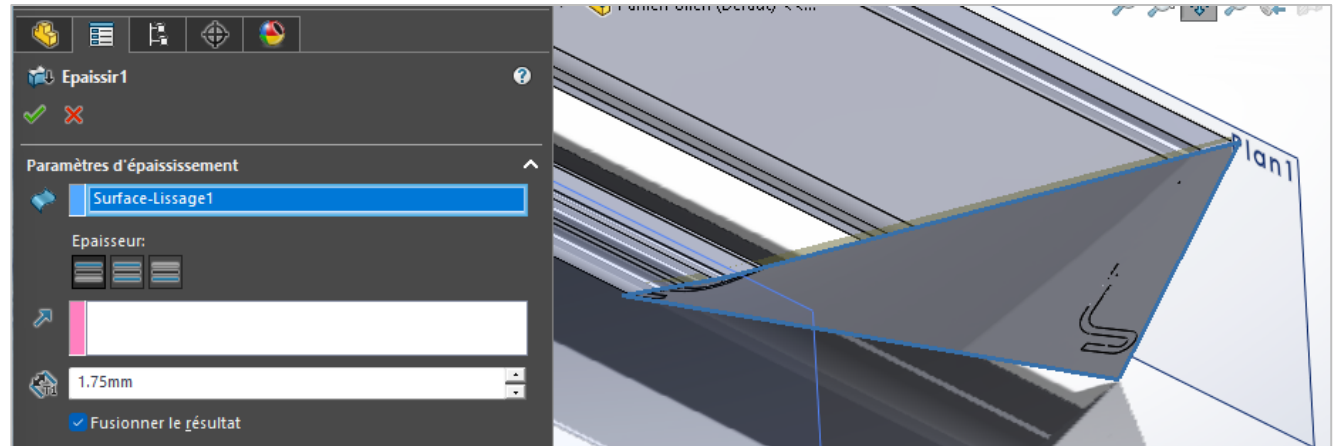 Epaissir1
Paramètres d'épaississement
Surface-Lissage1
Epaisseur:
1.75mm
Fusionner le résultat
Plan1